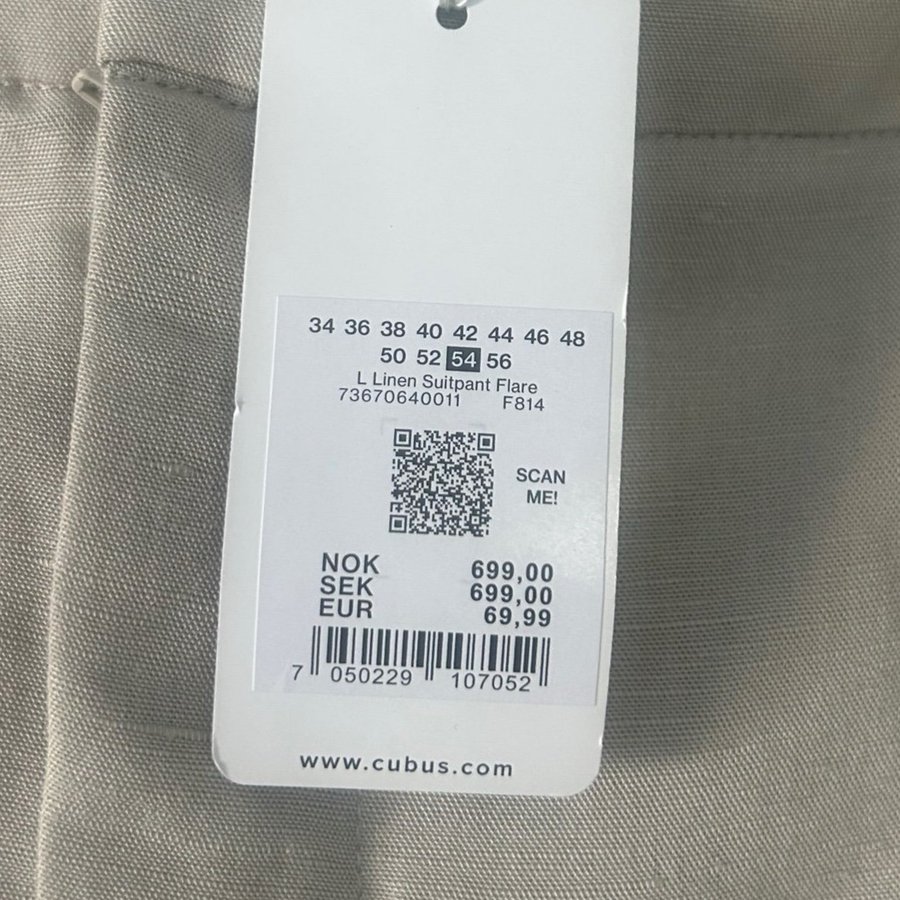 34 36 38 40 42 44 46 48
50 52 54 56
L Linen Suitpant Flare
73670640011 F814
SCAN
ME!
NOK 699,00
SEK 699,00
EUR 69,99
7 050229 107052
www.cubus.com